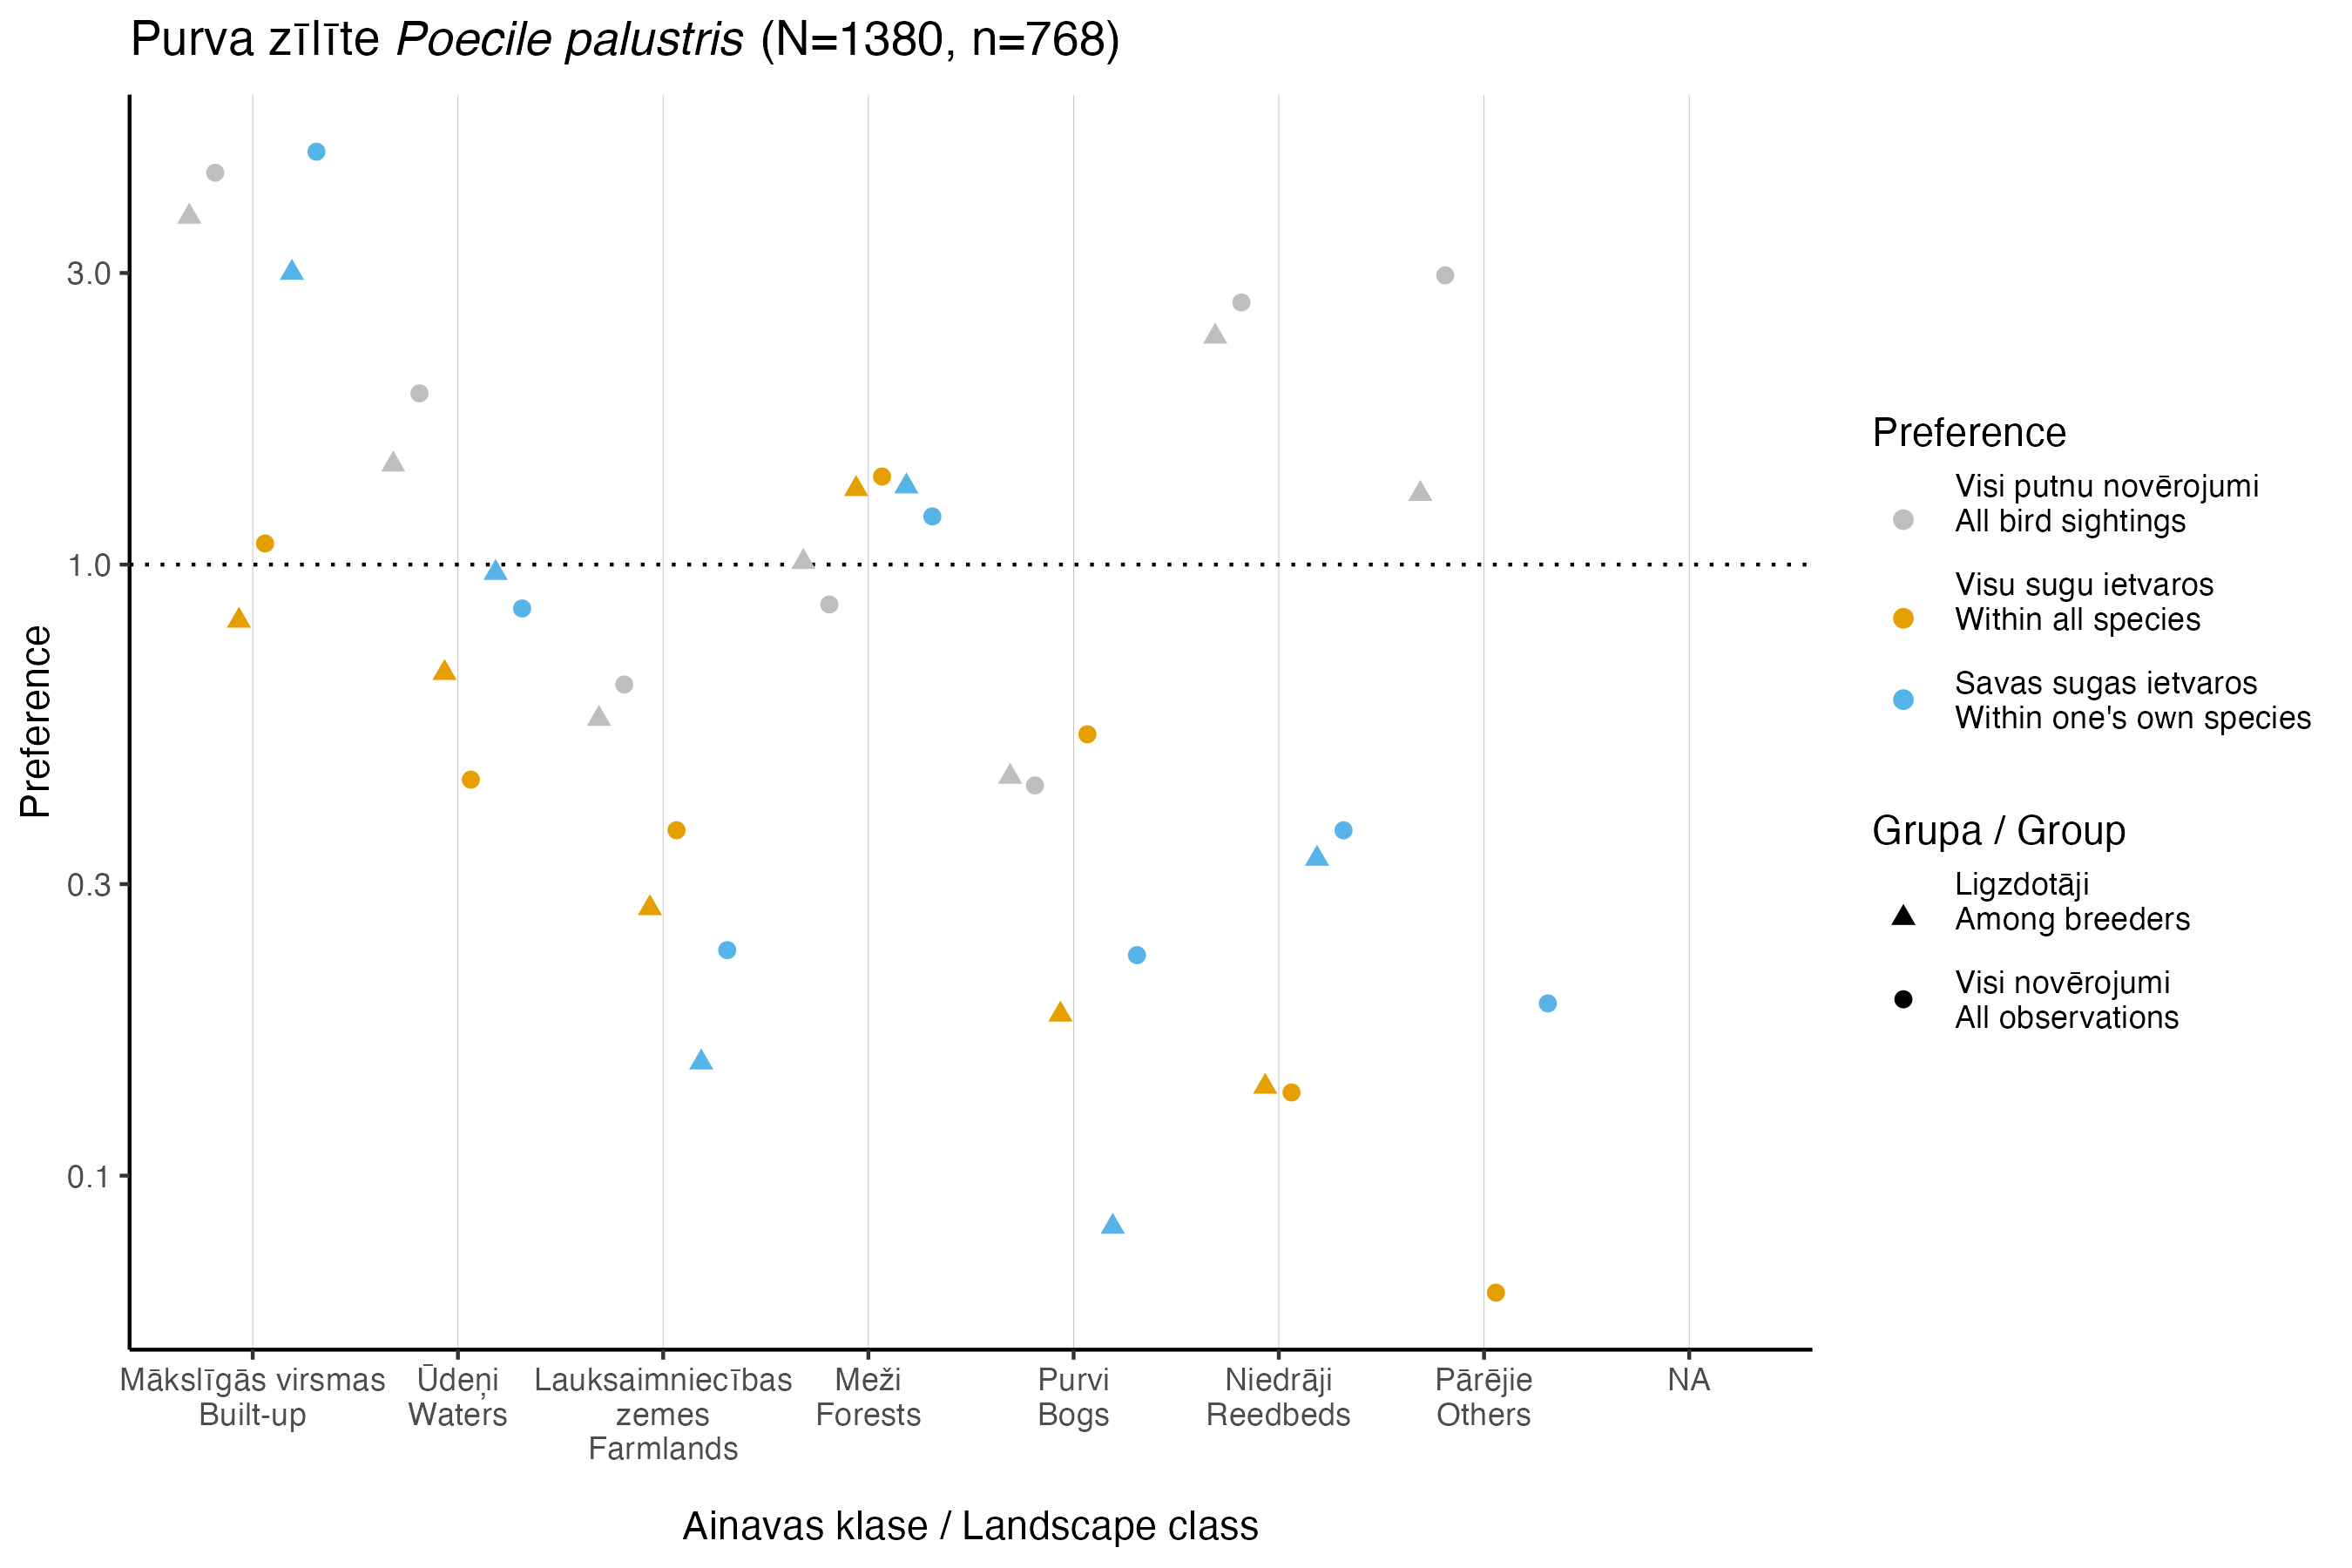 Purva zīlīte Poecile palustris (N=1380, n=768)
Preference
3.0
1.0
0.3
0.1
Mākslīgās virsmas
Built-up
Ūdeņi
Waters
Lauksaimniecības
zemes
Farmlands
Meži
Forests
Purvi
Bogs
Niedrāji
Reedbeds
Pārējie
Others
NA
Ainavas klase / Landscape class
Preference
Visi putnu novērojumi
All bird sightings
Visu sugu ietvaros
Within all species
Savas sugas ietvaros
Within one's own species
Grupa / Group
Ligzdotāji
Among breeders
Visi novērojumi
All observations